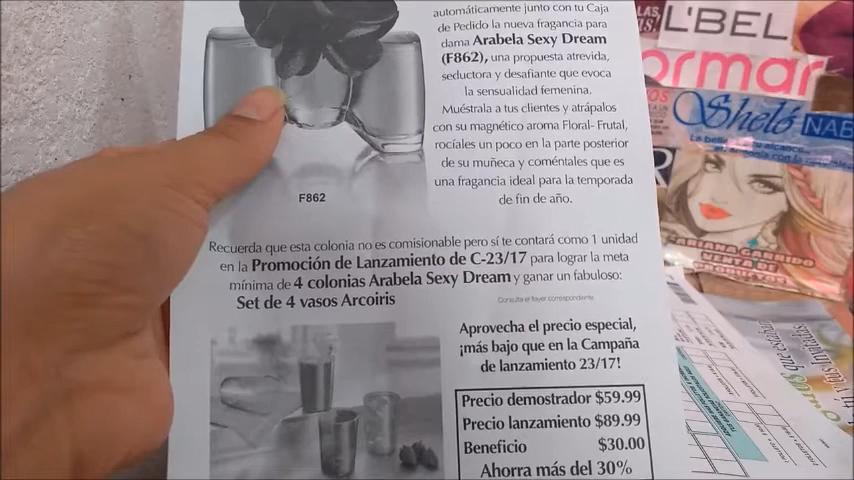 automáticamente junto con tu Caja
de Pedido la nueva fragancia para
dama Arabela Sexy Dream
(F862), una propuesta atrevida,
seductora y desafiante que evoca
la sensualidad femenina.
Muéstrala a tus clientes y atrápalos
con su magnético aroma Floral- Frutal,
rocíales un poco en la parte posterior
de su muñeca y coméntales que es
una fragancia ideal para la temporada
de fin de año.
F862
Recuerda que esta colonia no es comisionable pero sí te contará como 1 unidad
en la Promoción de Lanzamiento de C-23/17 para lograr la meta
mínima de 4 colonias Arabela Sexy Dream y ganar un fabuloso:
Set de 4 vasos Arcoiris
Consulta el flayer correspondiente.
Aprovecha el precio especial,
¡más bajo que en la Campaña
de lanzamiento 23/17!
Precio demostrador $59.99
Precio lanzamiento $89.99
Beneficio $30.00
Ahorra más del 30%
L'BEL
Sheló NAB
ARIANA GARRIDO
VENTA DE
PRODUCTOS